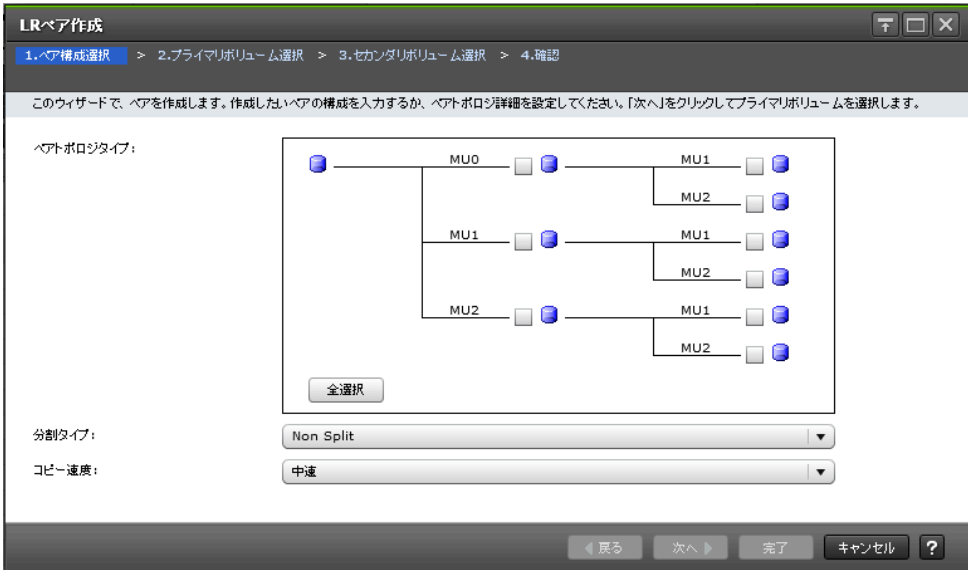 LRペア作成
1.ペア構成選択 > 2.プライマリボリューム選択 > 3.セカンダリボリューム選択 > 4.確認
このウィザードで、ペアを作成します。作成したいペアの構成を入力するか、ペアトポロジ詳細を設定してください。「次へ」をクリックしてプライマリボリュームを選択します。
ペアトポロジタイプ:
MU0 MU1
MU2
MU1 MU1
MU2
MU2 MU1
MU2
全選択
分割タイプ: Non Split
コピー速度: 中速
戻る 次へ 完了 キャンセル ?